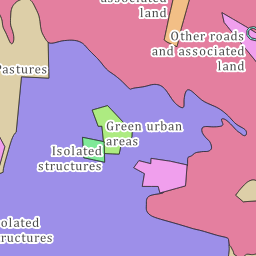 associated
land
Other roads
and associated
land
Pastures
Green urban
areas
Isolated
structures
olated
ructures